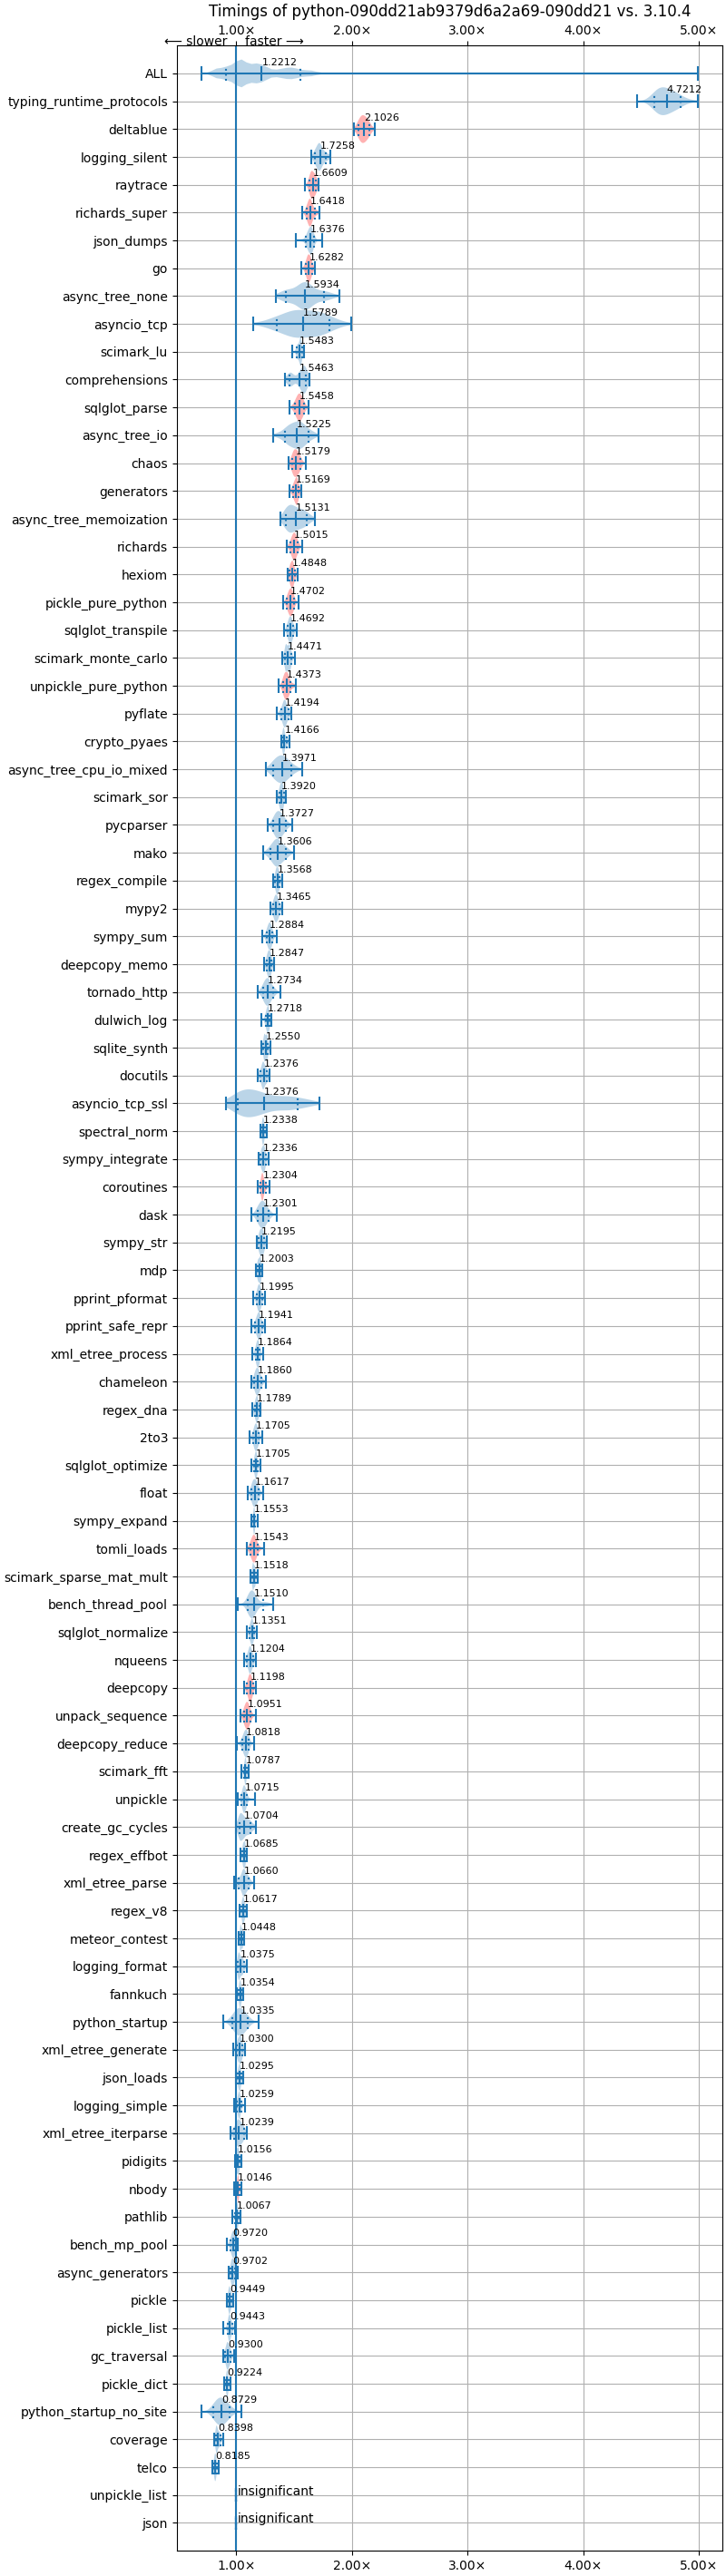 Timings of python-090dd21ab9379d6a2a69-090dd21 vs. 3.10.4
1.00× 2.00× 3.00× 4.00× 5.00×
⟵ slower faster ⟶
ALL 1.2212
typing_runtime_protocols 4.7212
deltablue 2.1026
logging_silent 1.7258
raytrace 1.6609
richards_super 1.6418
json_dumps 1.6376
go 1.6282
async_tree_none 1.5934
asyncio_tcp 1.5789
scimark_lu 1.5483
comprehensions 1.5463
sqlglot_parse 1.5458
async_tree_io 1.5225
chaos 1.5179
generators 1.5169
async_tree_memoization 1.5131
richards 1.5015
hexiom 1.4848
pickle_pure_python 1.4702
sqlglot_transpile 1.4692
scimark_monte_carlo 1.4471
unpickle_pure_python 1.4373
pyflate 1.4194
crypto_pyaes 1.4166
async_tree_cpu_io_mixed 1.3971
scimark_sor 1.3920
pycparser 1.3727
mako 1.3606
regex_compile 1.3568
mypy2 1.3465
sympy_sum 1.2884
deepcopy_memo 1.2847
tornado_http 1.2734
dulwich_log 1.2718
sqlite_synth 1.2550
docutils 1.2376
asyncio_tcp_ssl 1.2376
spectral_norm 1.2338
sympy_integrate 1.2336
coroutines 1.2304
dask 1.2301
sympy_str 1.2195
mdp 1.2003
pprint_pformat 1.1995
pprint_safe_repr 1.1941
xml_etree_process 1.1864
chameleon 1.1860
regex_dna 1.1789
2to3 1.1705
sqlglot_optimize 1.1705
float 1.1617
sympy_expand 1.1553
tomli_loads 1.1543
scimark_sparse_mat_mult 1.1518
bench_thread_pool 1.1510
sqlglot_normalize 1.1351
nqueens 1.1204
deepcopy 1.1198
unpack_sequence 1.0951
deepcopy_reduce 1.0818
scimark_fft 1.0787
unpickle 1.0715
create_gc_cycles 1.0704
regex_effbot 1.0685
xml_etree_parse 1.0660
regex_v8 1.0617
meteor_contest 1.0448
logging_format 1.0375
fannkuch 1.0354
python_startup 1.0335
xml_etree_generate 1.0300
json_loads 1.0295
logging_simple 1.0259
xml_etree_iterparse 1.0239
pidigits 1.0156
nbody 1.0146
pathlib 1.0067
bench_mp_pool 0.9720
async_generators 0.9702
pickle 0.9449
pickle_list 0.9443
gc_traversal 0.9300
pickle_dict 0.9224
python_startup_no_site 0.8729
coverage 0.8398
telco 0.8185
unpickle_list insignificant
json insignificant
1.00× 2.00× 3.00× 4.00× 5.00×